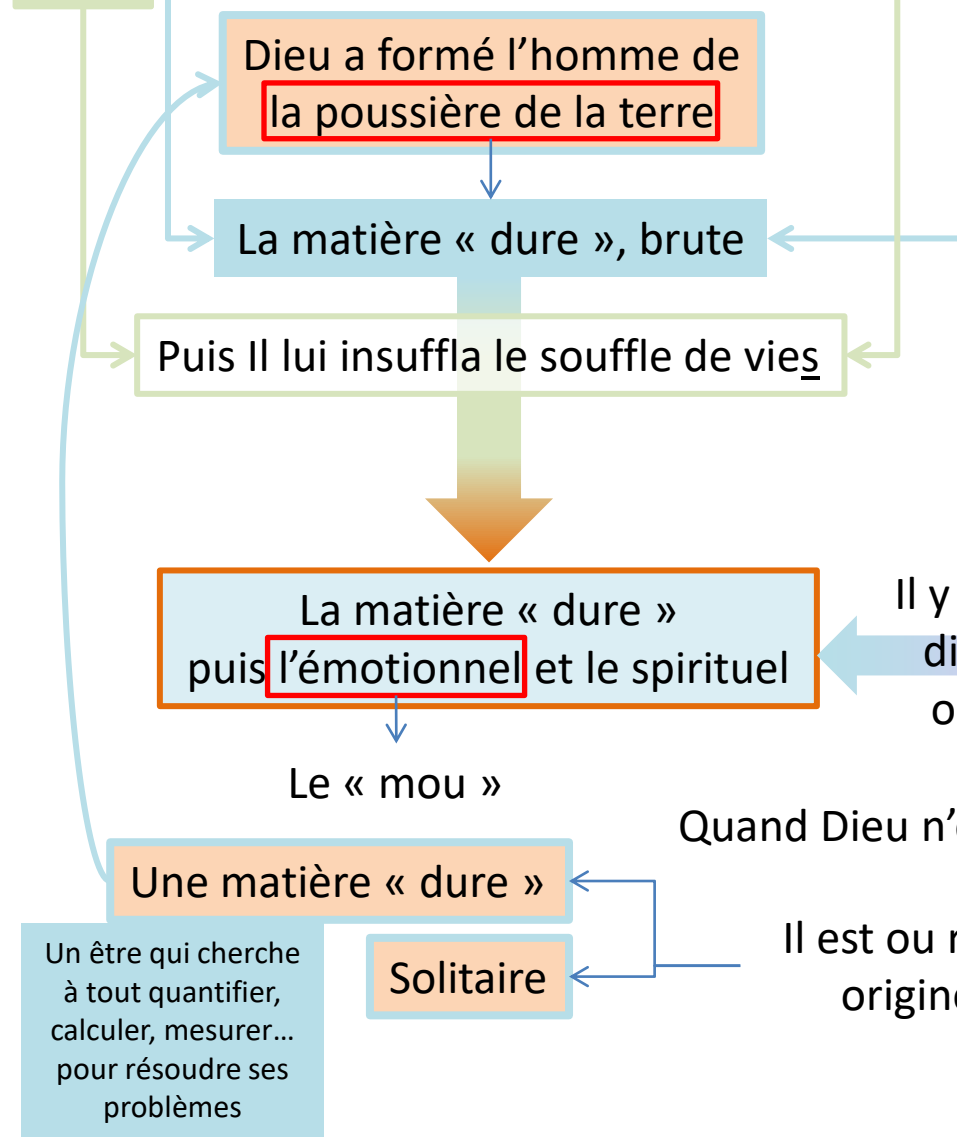 Dieu a formé l’homme de
la poussière de la terre
La matière « dure », brute
Puis Il lui insuffla le souffle de vies
La matière « dure »
puis l’émotionnel et le spirituel
Il y
Le « mou »
Quand Dieu
Une matière « dure »
Il est ou
Solitaire
Un être qui cherche
à tout quantifier,
calculer, mesurer…
pour résoudre ses
problèmes